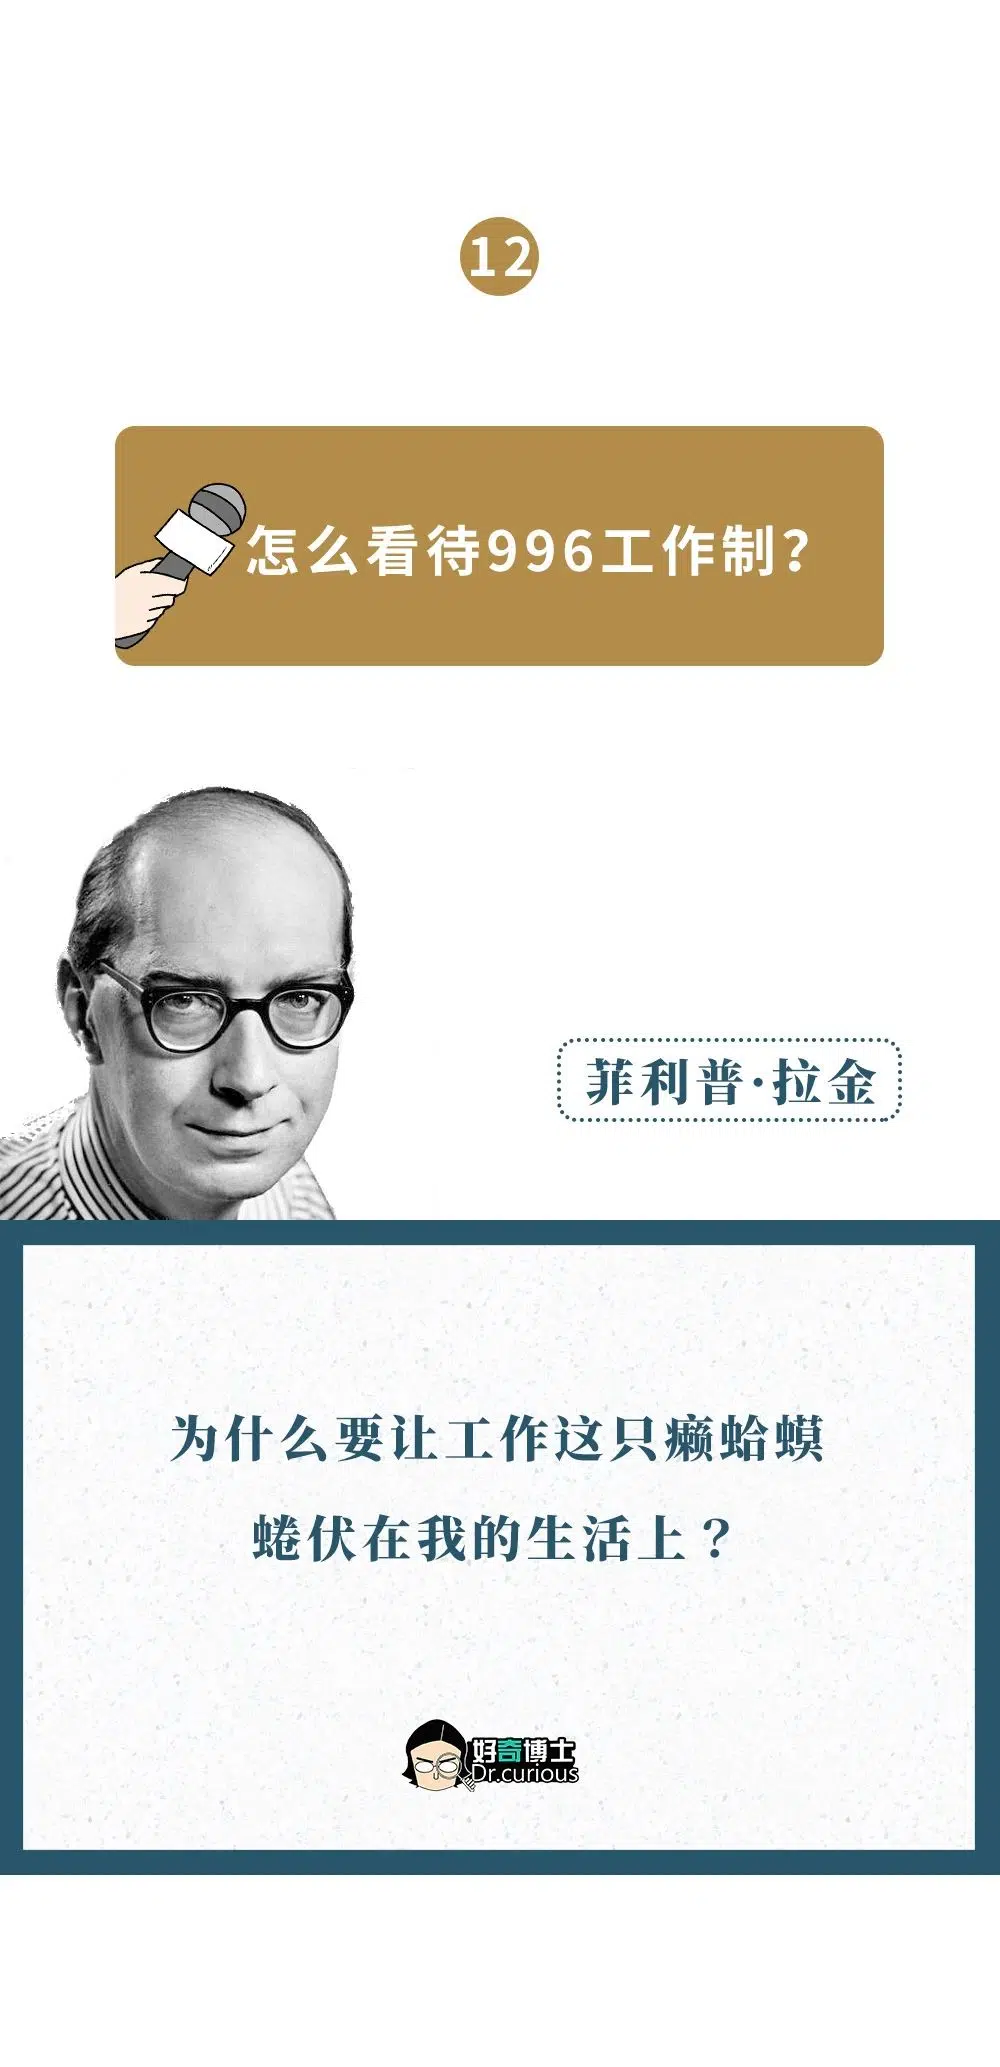 12
怎么看待996工作制？
菲利普·拉金
为什么要让工作这只癞蛤蟆
蜷伏在我的生活上？
好奇博士
Dr.curious